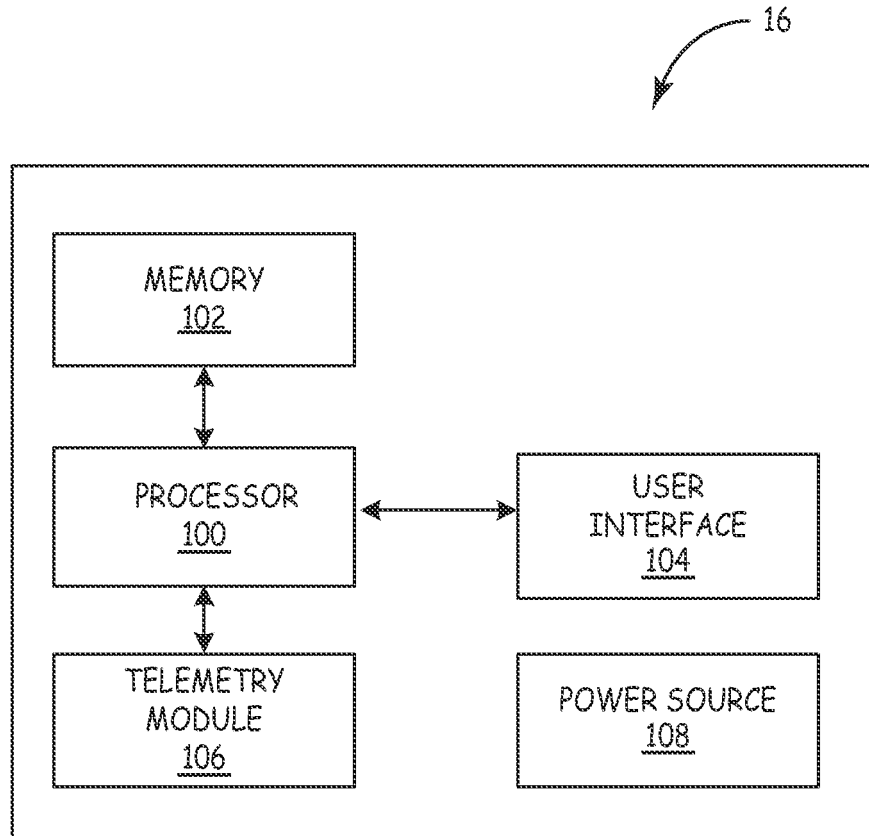 16
MEMORY
102
PROCESSOR
100
USER
INTERFACE
104
TELEMETRY
MODULE
106
POWER SOURCE
108